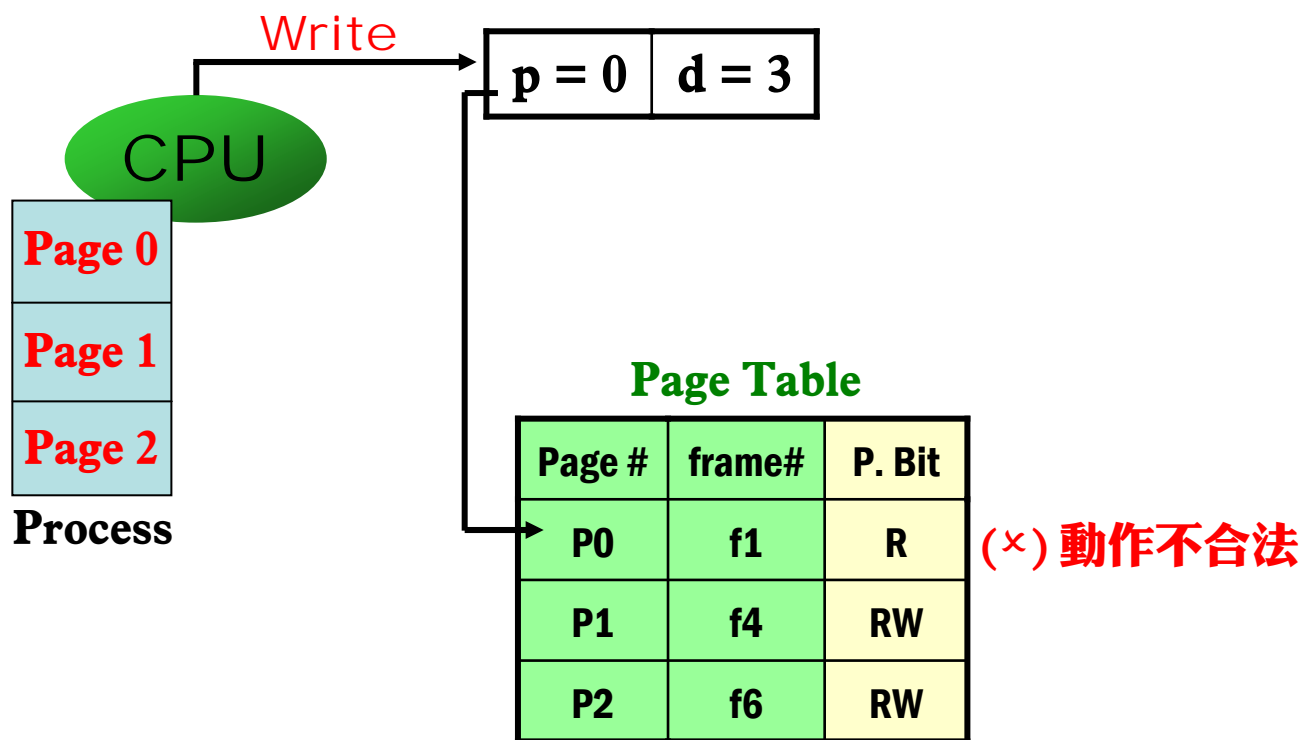 Write
p = 0 d = 3
CPU
Page 0
Page 1
Page 2
Process
Page Table
Page # frame# P. Bit
P0 f1 R (×) 動作不合法
P1 f4 RW
P2 f6 RW